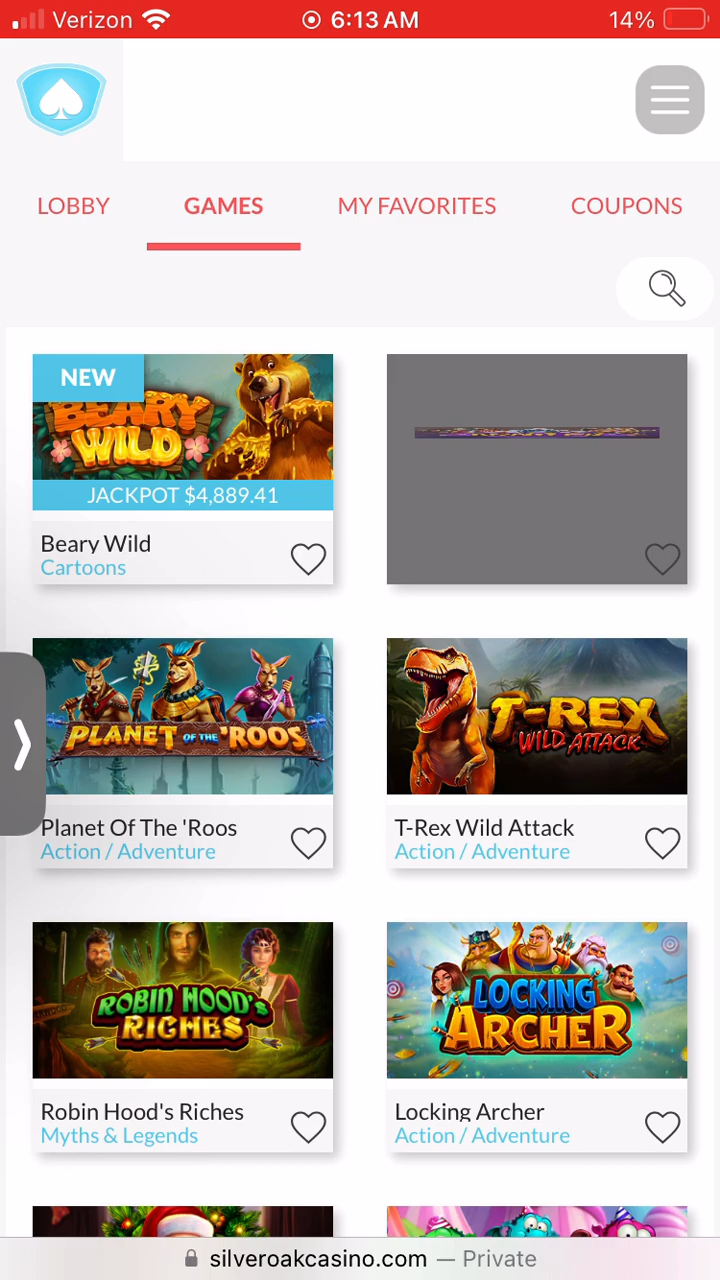 Verizon 6:13 AM 14%
LOBBY GAMES MY FAVORITES COUPONS
NEW
BEARY
WILD
JACKPOT $4,889.41
Beary Wild
Cartoons
PLANET OF THE 'ROOS
Planet Of The 'Roos
Action / Adventure
T-REX
WILD ATTACK
T-Rex Wild Attack
Action / Adventure
ROBIN HOOD'S
RICHES
Robin Hood's Riches
Myths & Legends
LOCKING
ARCHER
Locking Archer
Action / Adventure
silveroakcasino.com — Private